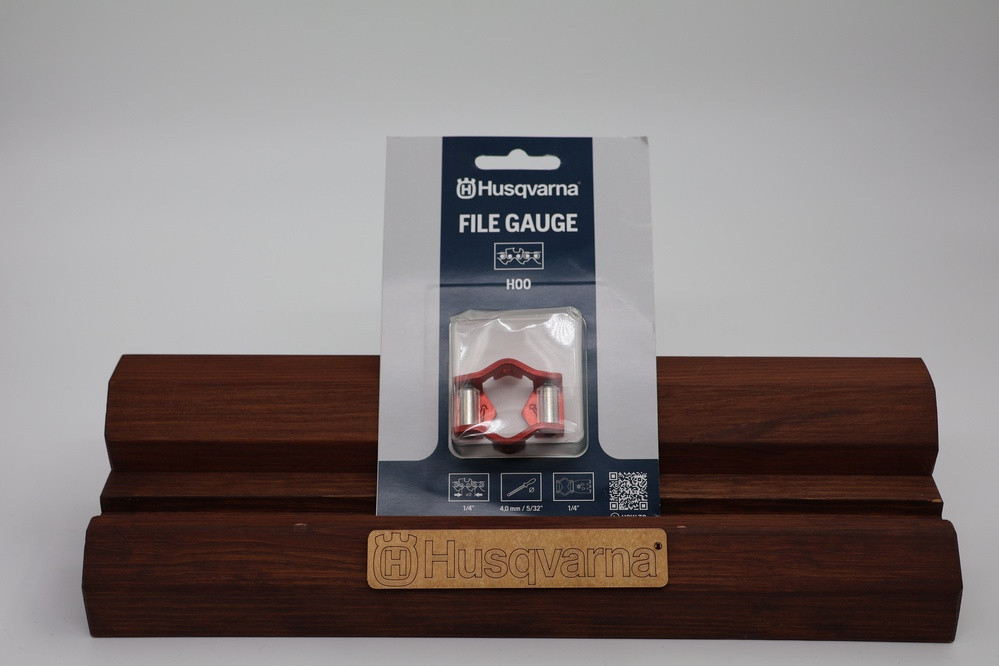 Husqvarna
FILE GAUGE
H00
1/4" 4,0 mm / 5/32" 1/4"
Husqvarna